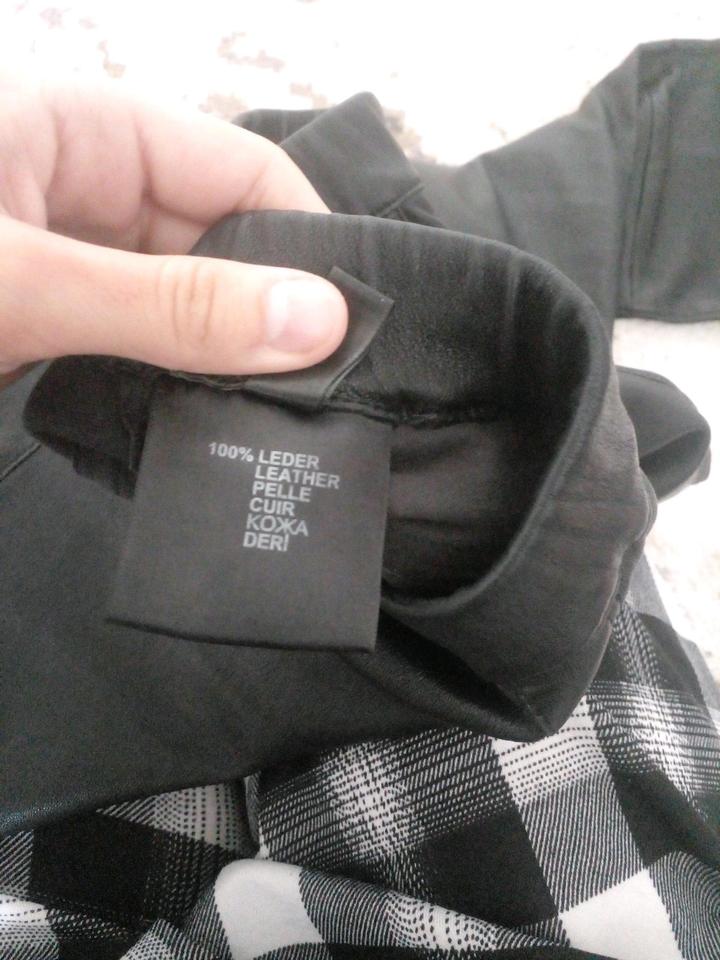 100% LEDER
LEATHER
PELLE
CUIR
КОЖА
DERİ